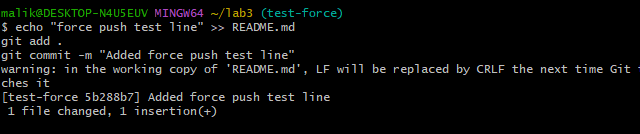 malik@DESKTOP-N4U5EUV MINGW64 ~/lab3 (test-force)
$ echo "force push test line" >> README.md
git add .
git commit -m "Added force push test line"
warning: in the working copy of 'README.md', LF will be replaced by CRLF the next time Git
ches it
[test-force 5b288b7] Added force push test line
 1 file changed, 1 insertion(+)